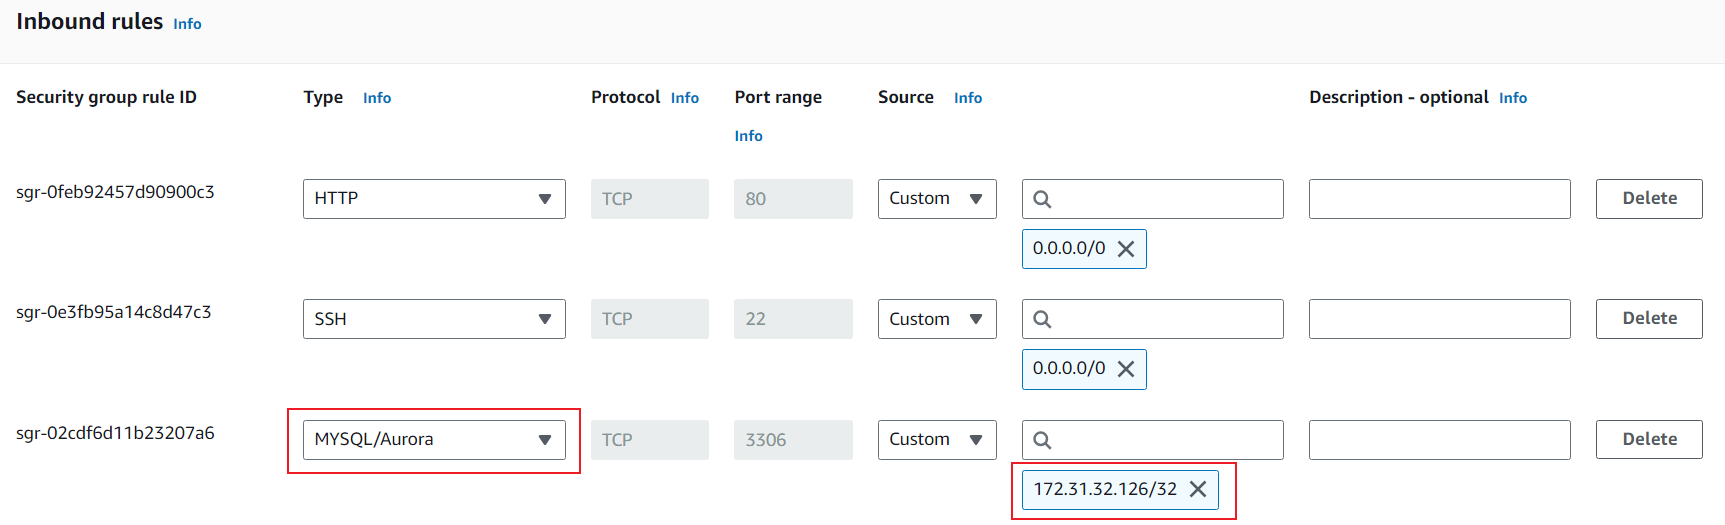 Inbound rules Info
Security group rule ID Type Info Protocol Info Port range Info Source Info Description - optional Info
sgr-0feb92457d90900c3 HTTP TCP 80 Custom Delete
0.0.0.0/0
sgr-0e3fb95a14c8d47c3 SSH TCP 22 Custom Delete
0.0.0.0/0
sgr-02cdf6d11b23207a6 MYSQL/Aurora TCP 3306 Custom Delete
172.31.32.126/32